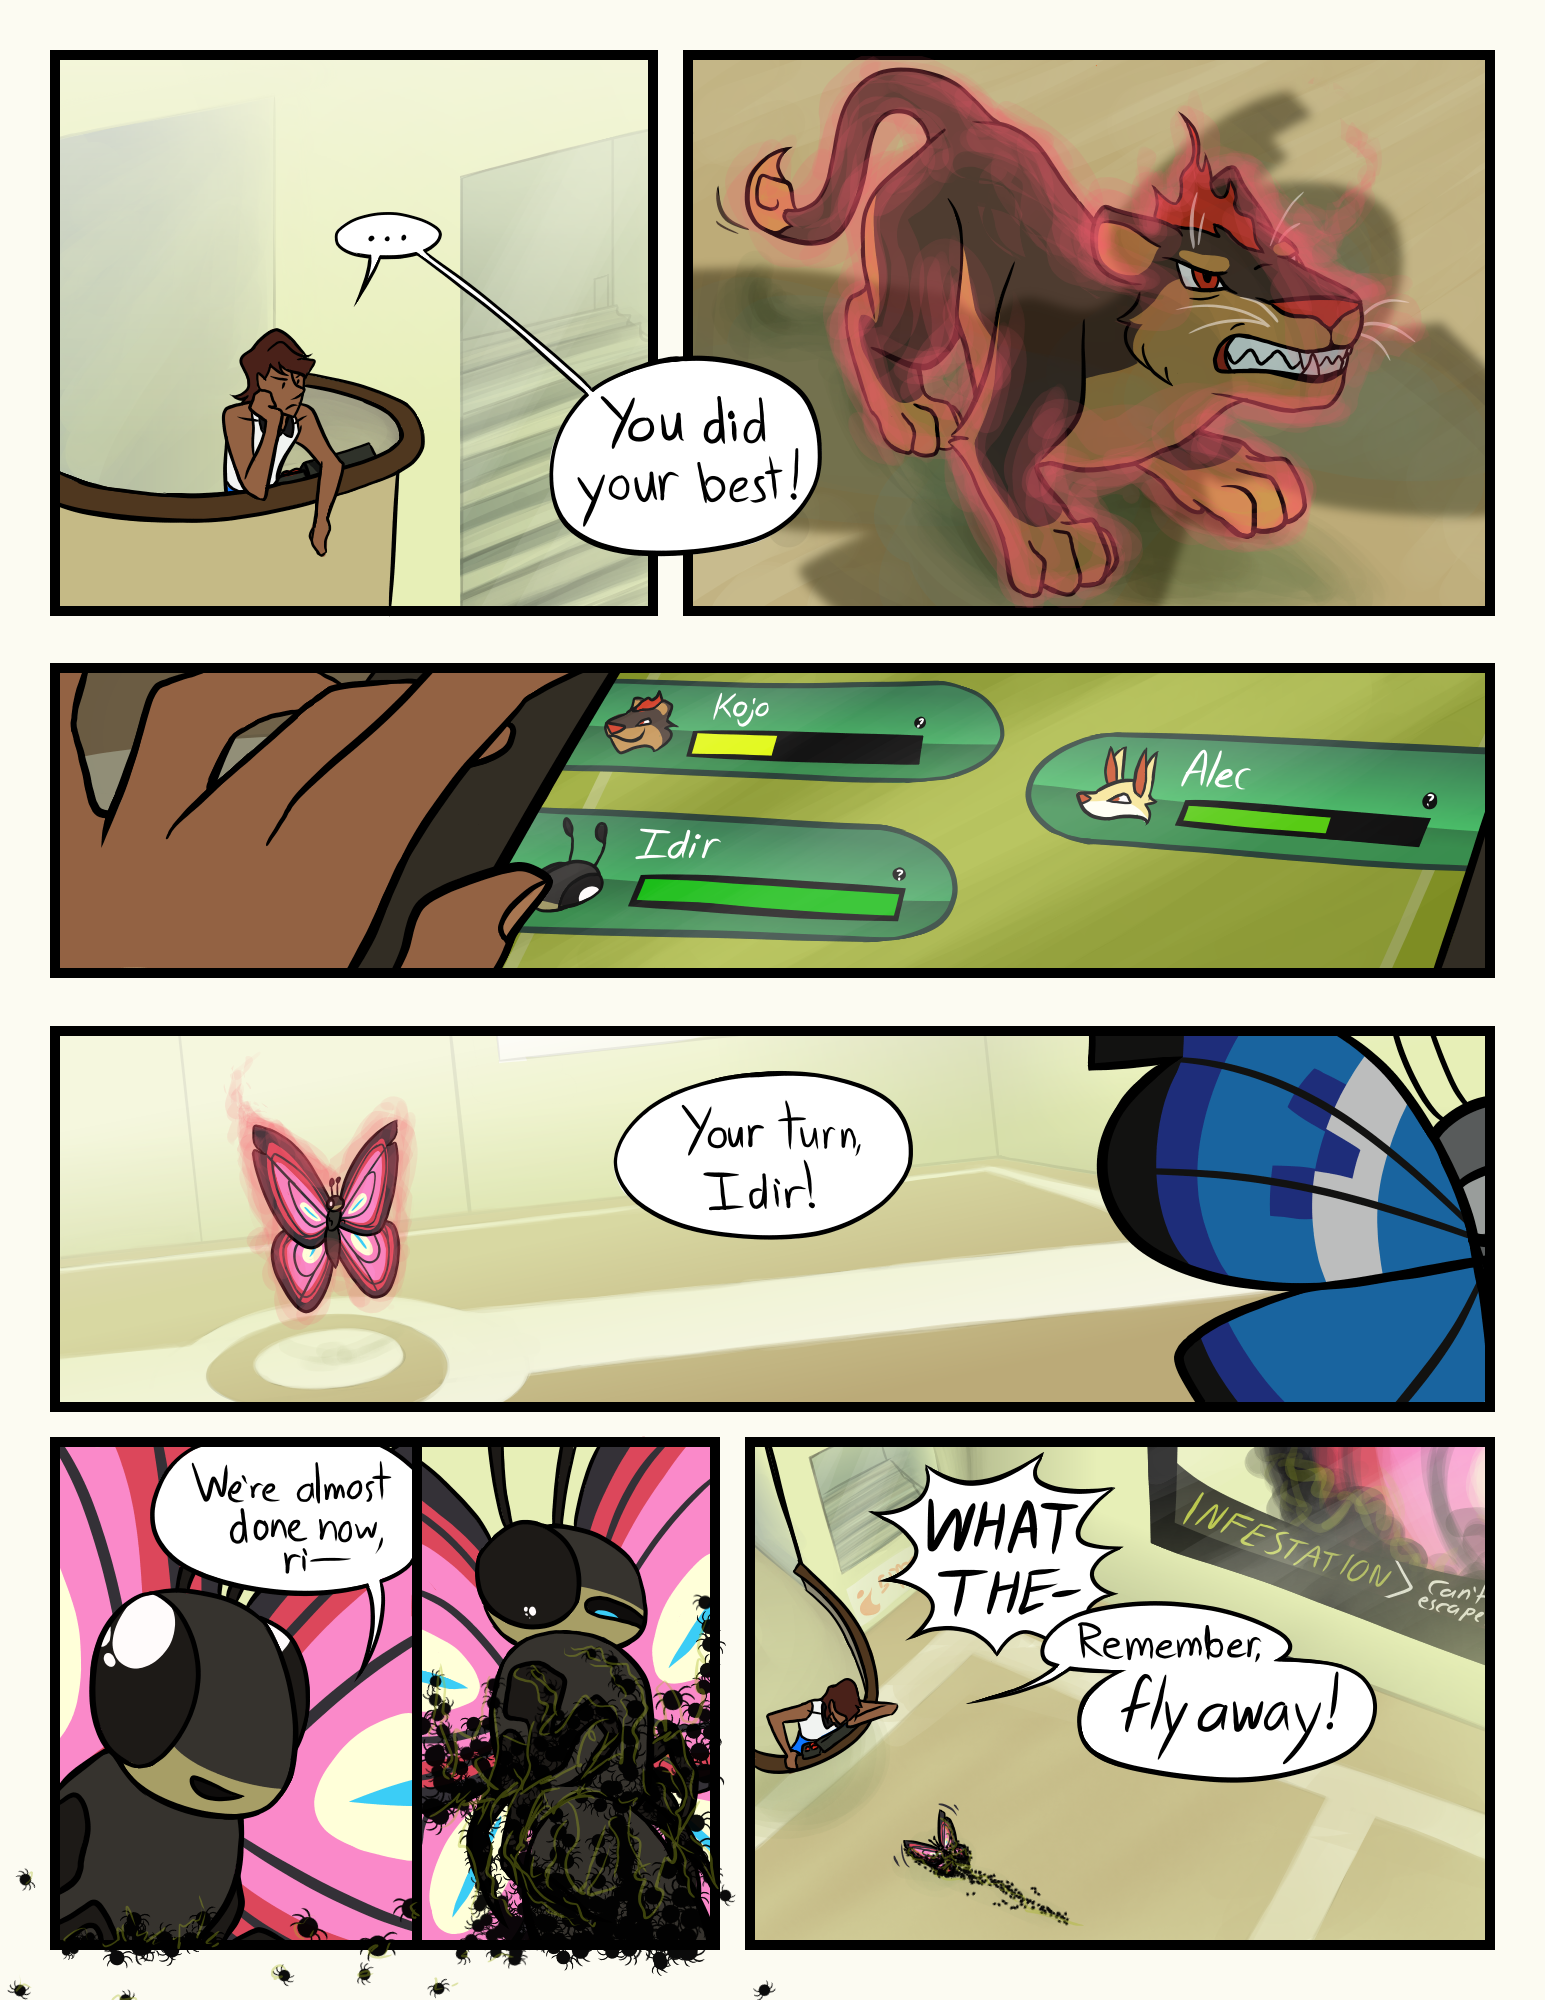 ...
You did
your best!
Kojo
?
Alec
?
Idir
?
Your turn,
Idir!
We're almost
done now,
ri—
WHAT
THE-
INFESTATION>
Can't
escape
Remember,
fly away!